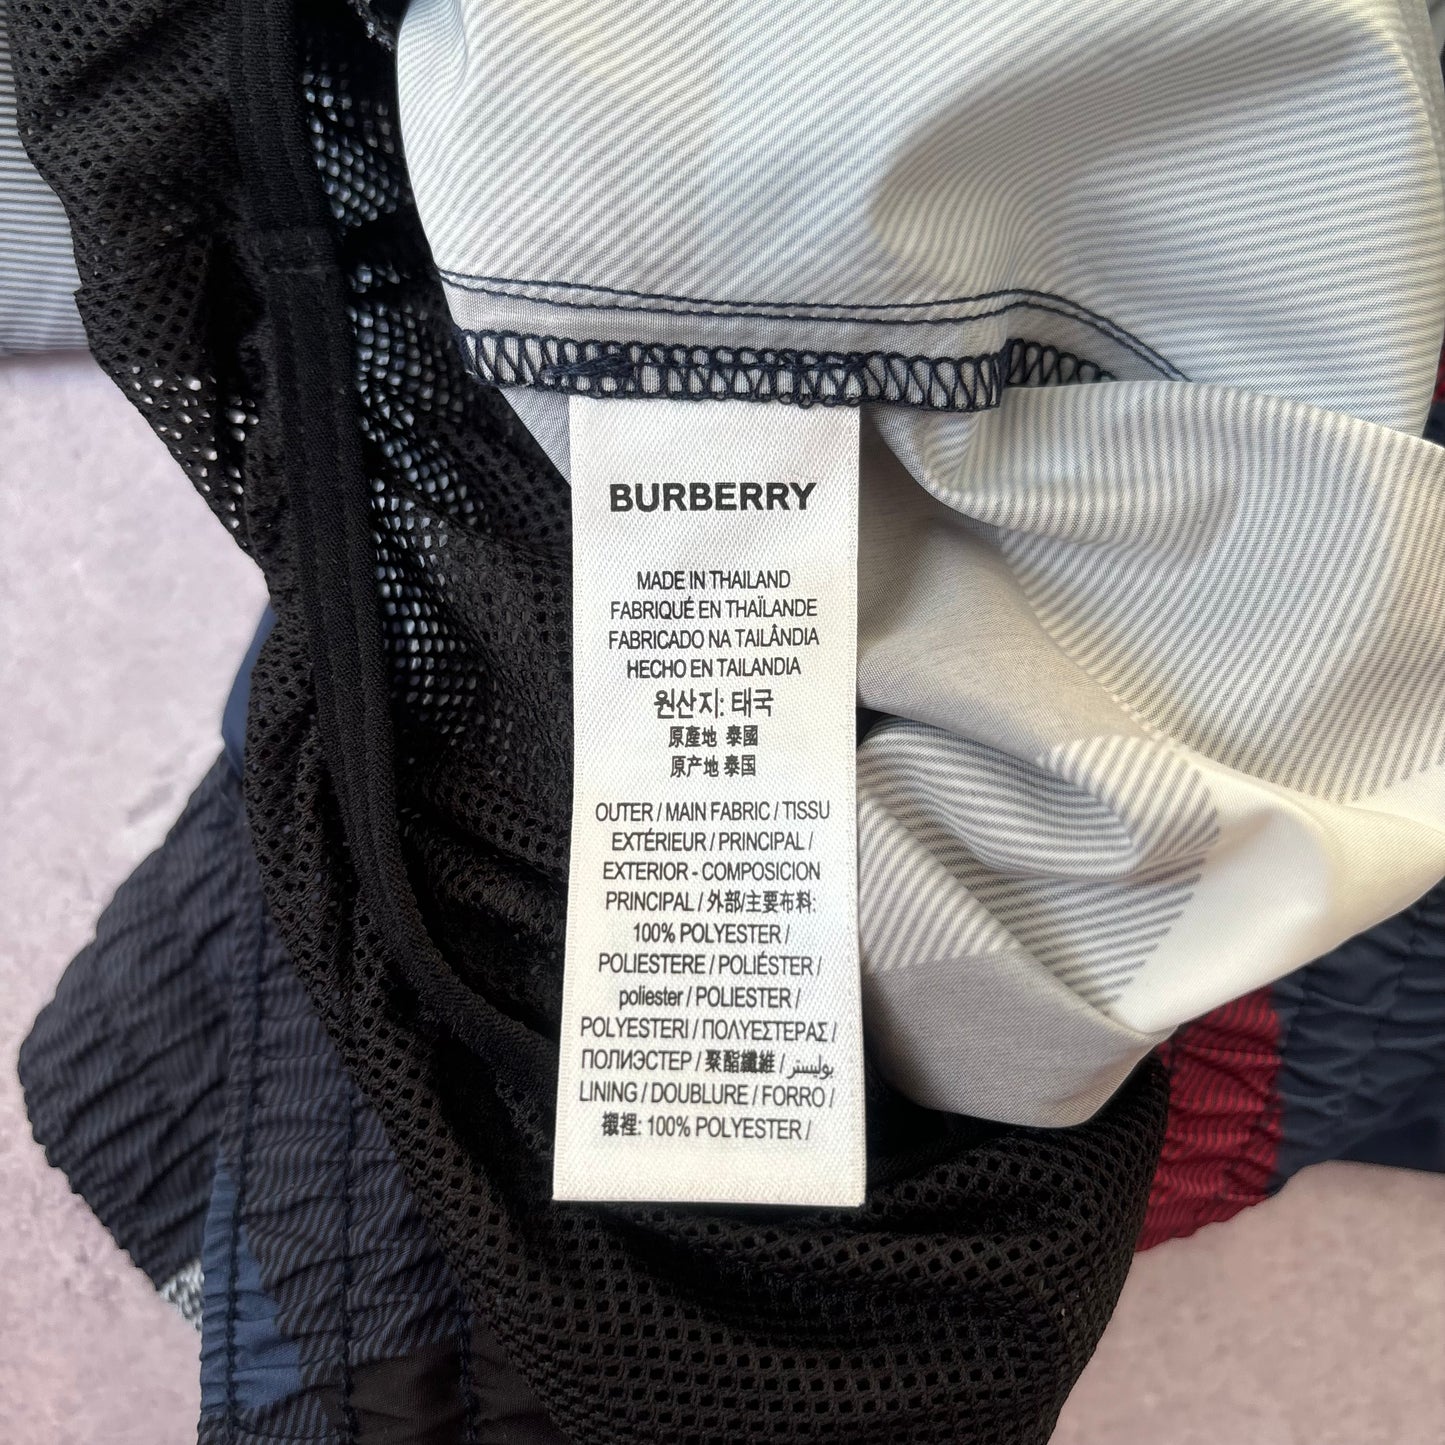 BURBERRY
MADE IN THAILAND
FABRIQUÉ EN THAÏLANDE
FABRICADO NA TAILÂNDIA
HECHO EN TAILANDIA
원산지: 태국
原產地 泰國
原产地 泰国
OUTER / MAIN FABRIC / TISSU
EXTÉRIEUR / PRINCIPAL /
EXTERIOR - COMPOSICION
PRINCIPAL / 外部/主要布料:
100% POLYESTER /
POLIESTERE / POLIÉSTER /
poliester / POLIESTER /
POLYESTERI / ΠΟΛΥΕΣΤΕΡΑΣ /
ПОЛИЭСТЕР / 聚酯纖維 / بوليستر
LINING / DOUBLURE / FORRO /
襯裡: 100% POLYESTER /